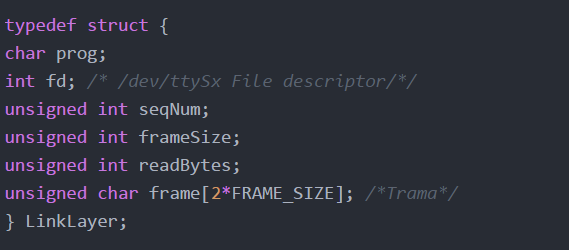 typedef struct {
char prog;
int fd; /* /dev/ttySx File descriptor/*/
unsigned int seqNum;
unsigned int frameSize;
unsigned int readBytes;
unsigned char frame[2*FRAME_SIZE]; /*Trama*/
} LinkLayer;